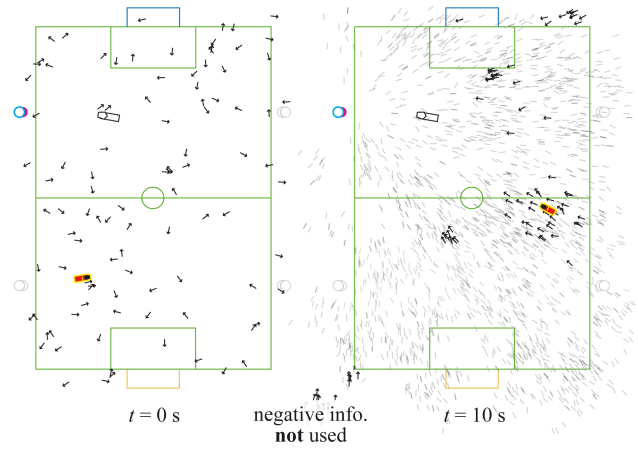 t = 0 s
negative info.
not used
t = 10 s